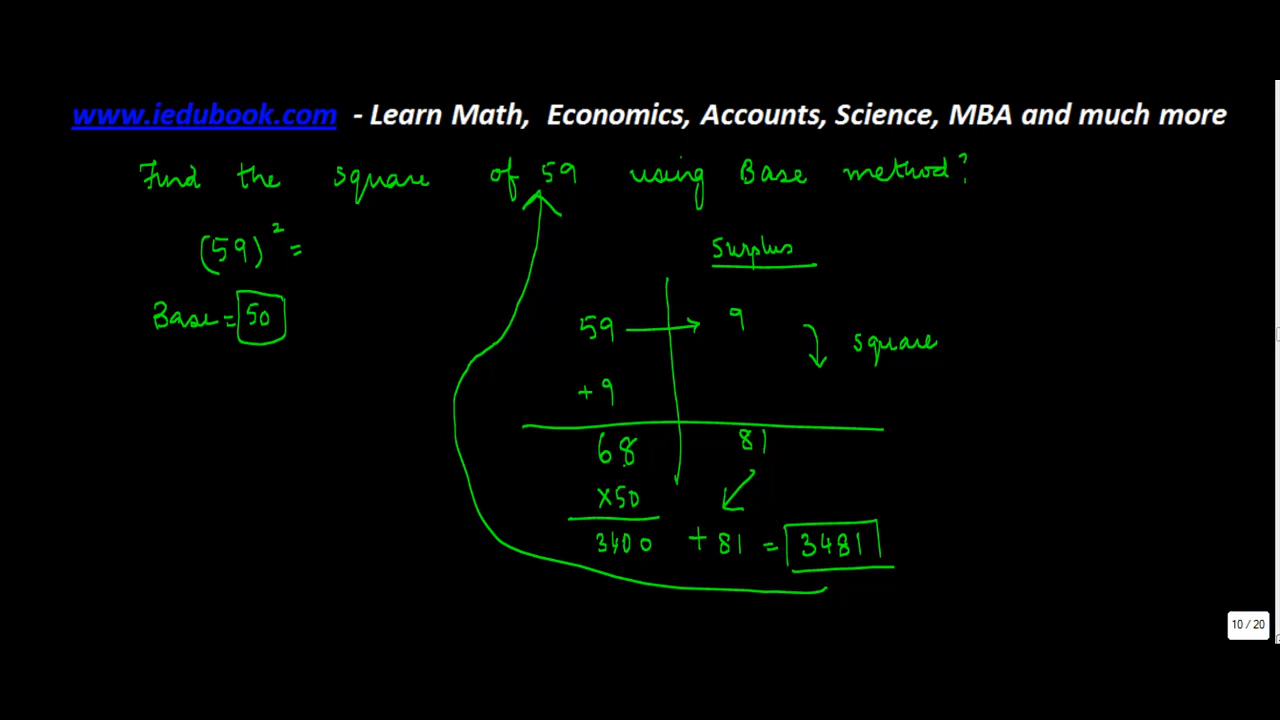 www.iedubook.com - Learn Math, Economics, Accounts, Science, MBA and much more
Find the square of 59 using Base method?
(59)² =
Surplus
Base = 50
59 → 9
square
+ 9
68 81
×50
3400 + 81 = 3481
10 / 20